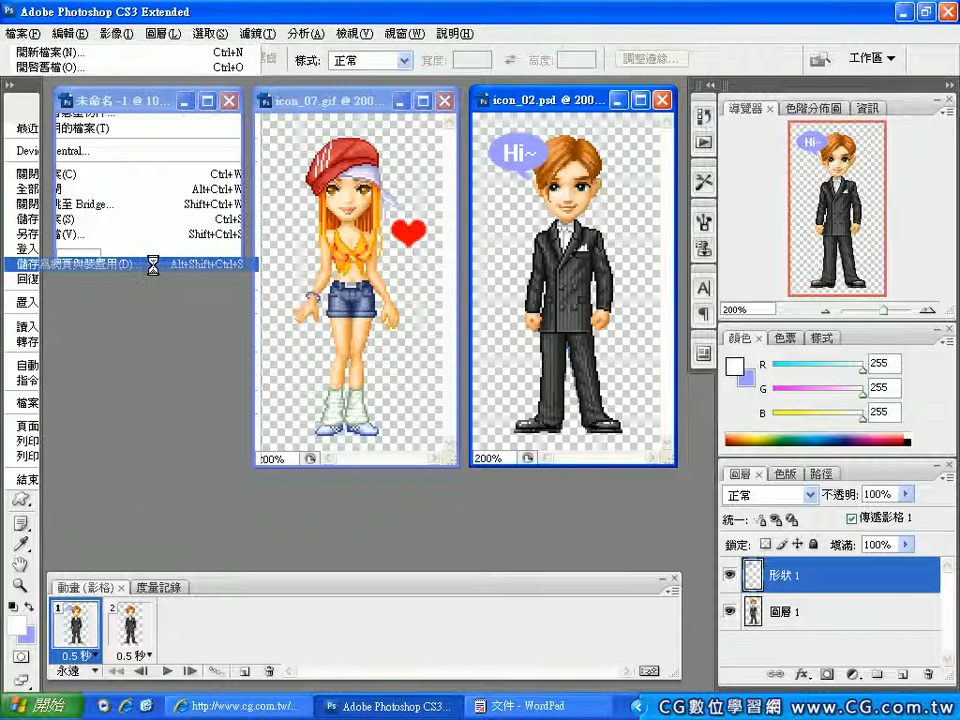 Adobe Photoshop CS3 Extended
檔案(F) 編輯(E) 影像(I) 圖層(L) 選取(S) 濾鏡(T) 分析(A) 檢視(V) 視窗(W) 說明(H)
開新檔案(N)... Ctrl+N
開啓舊檔(O)... Ctrl+O
樣式: 正常 寬度: 高度: 調整邊緣... 工作區
未命名 -1 @ 10...
icon_07.gif @ 200...
icon_02.psd @ 200...
導覽器 色階分佈圖 資訊
最近 用的檔案(T)
Devi entral...
關閉 案(C) Ctrl+W
全部 閉 Alt+Ctrl+W
關閉 跳至 Bridge... Shift+Ctrl+W
儲存 案(S) Ctrl+S
另存 檔(V)... Shift+Ctrl+S
登入
儲存爲網頁與裝置用(D)... Alt+Shift+Ctrl+S
回復
置入
讀入
轉存
自動
指令
檔案
頁面
列印
列印
結束
Hi~
Hi~
200%
顏色 色票 樣式
R 255
G 255
B 255
:00%
200%
圖層 色版 路徑
正常 不透明: 100%
統一: 傳遞影格 1
鎖定: 填滿: 100%
形狀 1
圖層 1
動畫 (影格) 度量記錄
1 2
0.5 秒 0.5 秒
永遠
開始 http://www.cg.com.tw/... Adobe Photoshop CS3... 文件 - WordPad CG數位學習網 www.CG.com.tw